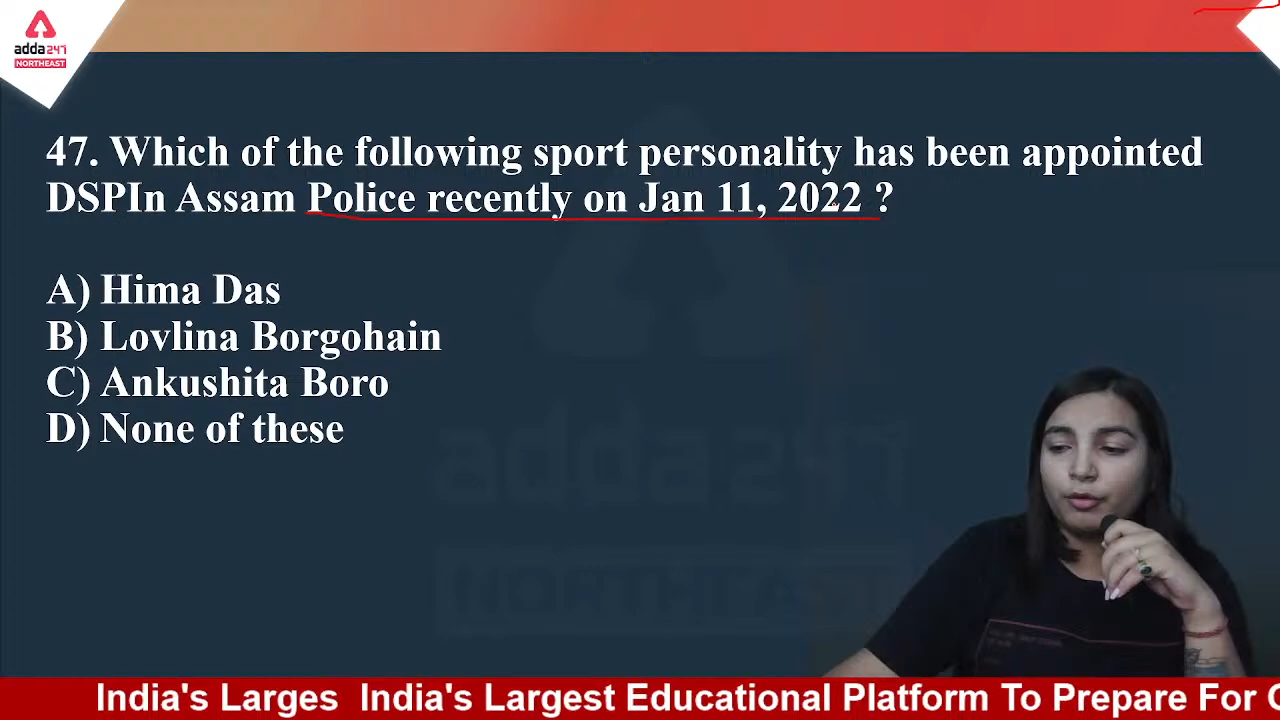 adda247
NORTHEAST
47. Which of the following sport personality has been appointed
DSPIn Assam Police recently on Jan 11, 2022 ?
A) Hima Das
B) Lovlina Borgohain
C) Ankushita Boro
D) None of these
adda247
NORTHEAST
India's Larges India's Largest Educational Platform To Prepare For